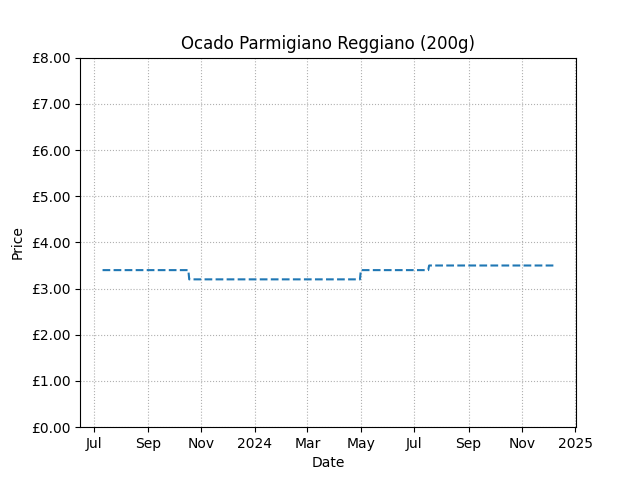 Ocado Parmigiano Reggiano (200g)
£8.00
£7.00
£6.00
£5.00
£4.00
£3.00
£2.00
£1.00
£0.00
Price
Jul Sep Nov 2024 Mar May Jul Sep Nov 2025
Date